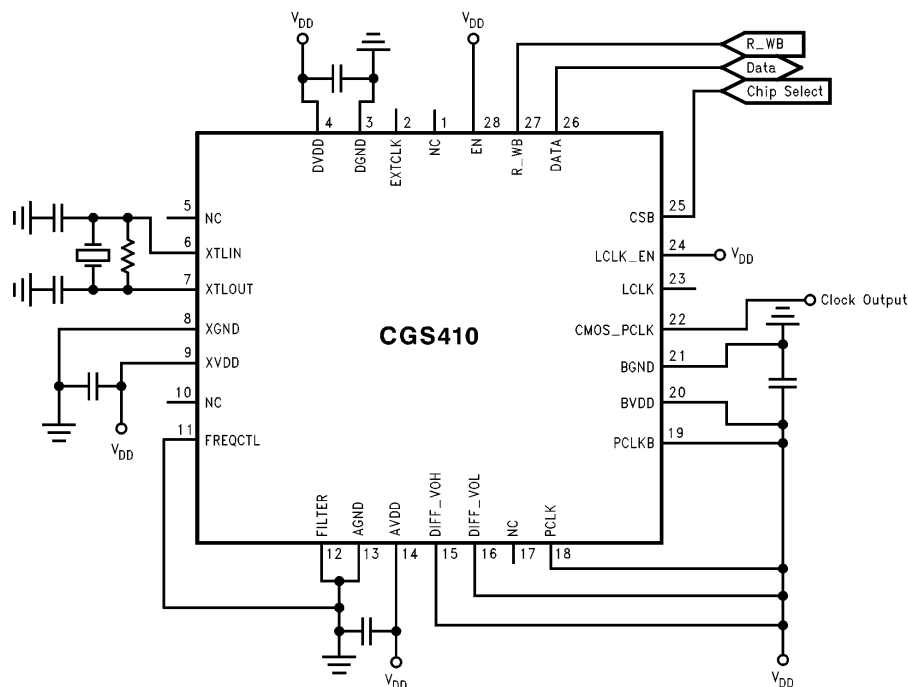 VDD
VDD
R_WB
Data
Chip Select
4 3 2 1 28 27 26
DVDD DGND EXTCLK NC EN R_WB DATA
5 NC
6 XTLIN
7 XTLOUT
8 XGND
9 XVDD
10 NC
11 FREQCTL
VDD
CGS410
CSB 25
LCLK_EN 24 VDD
LCLK 23
CMOS_PCLK 22 Clock Output
BGND 21
BVDD 20
PCLKB 19
FILTER AGND AVDD DIFF_VOH DIFF_VOL NC PCLK
12 13 14 15 16 17 18
VDD
VDD